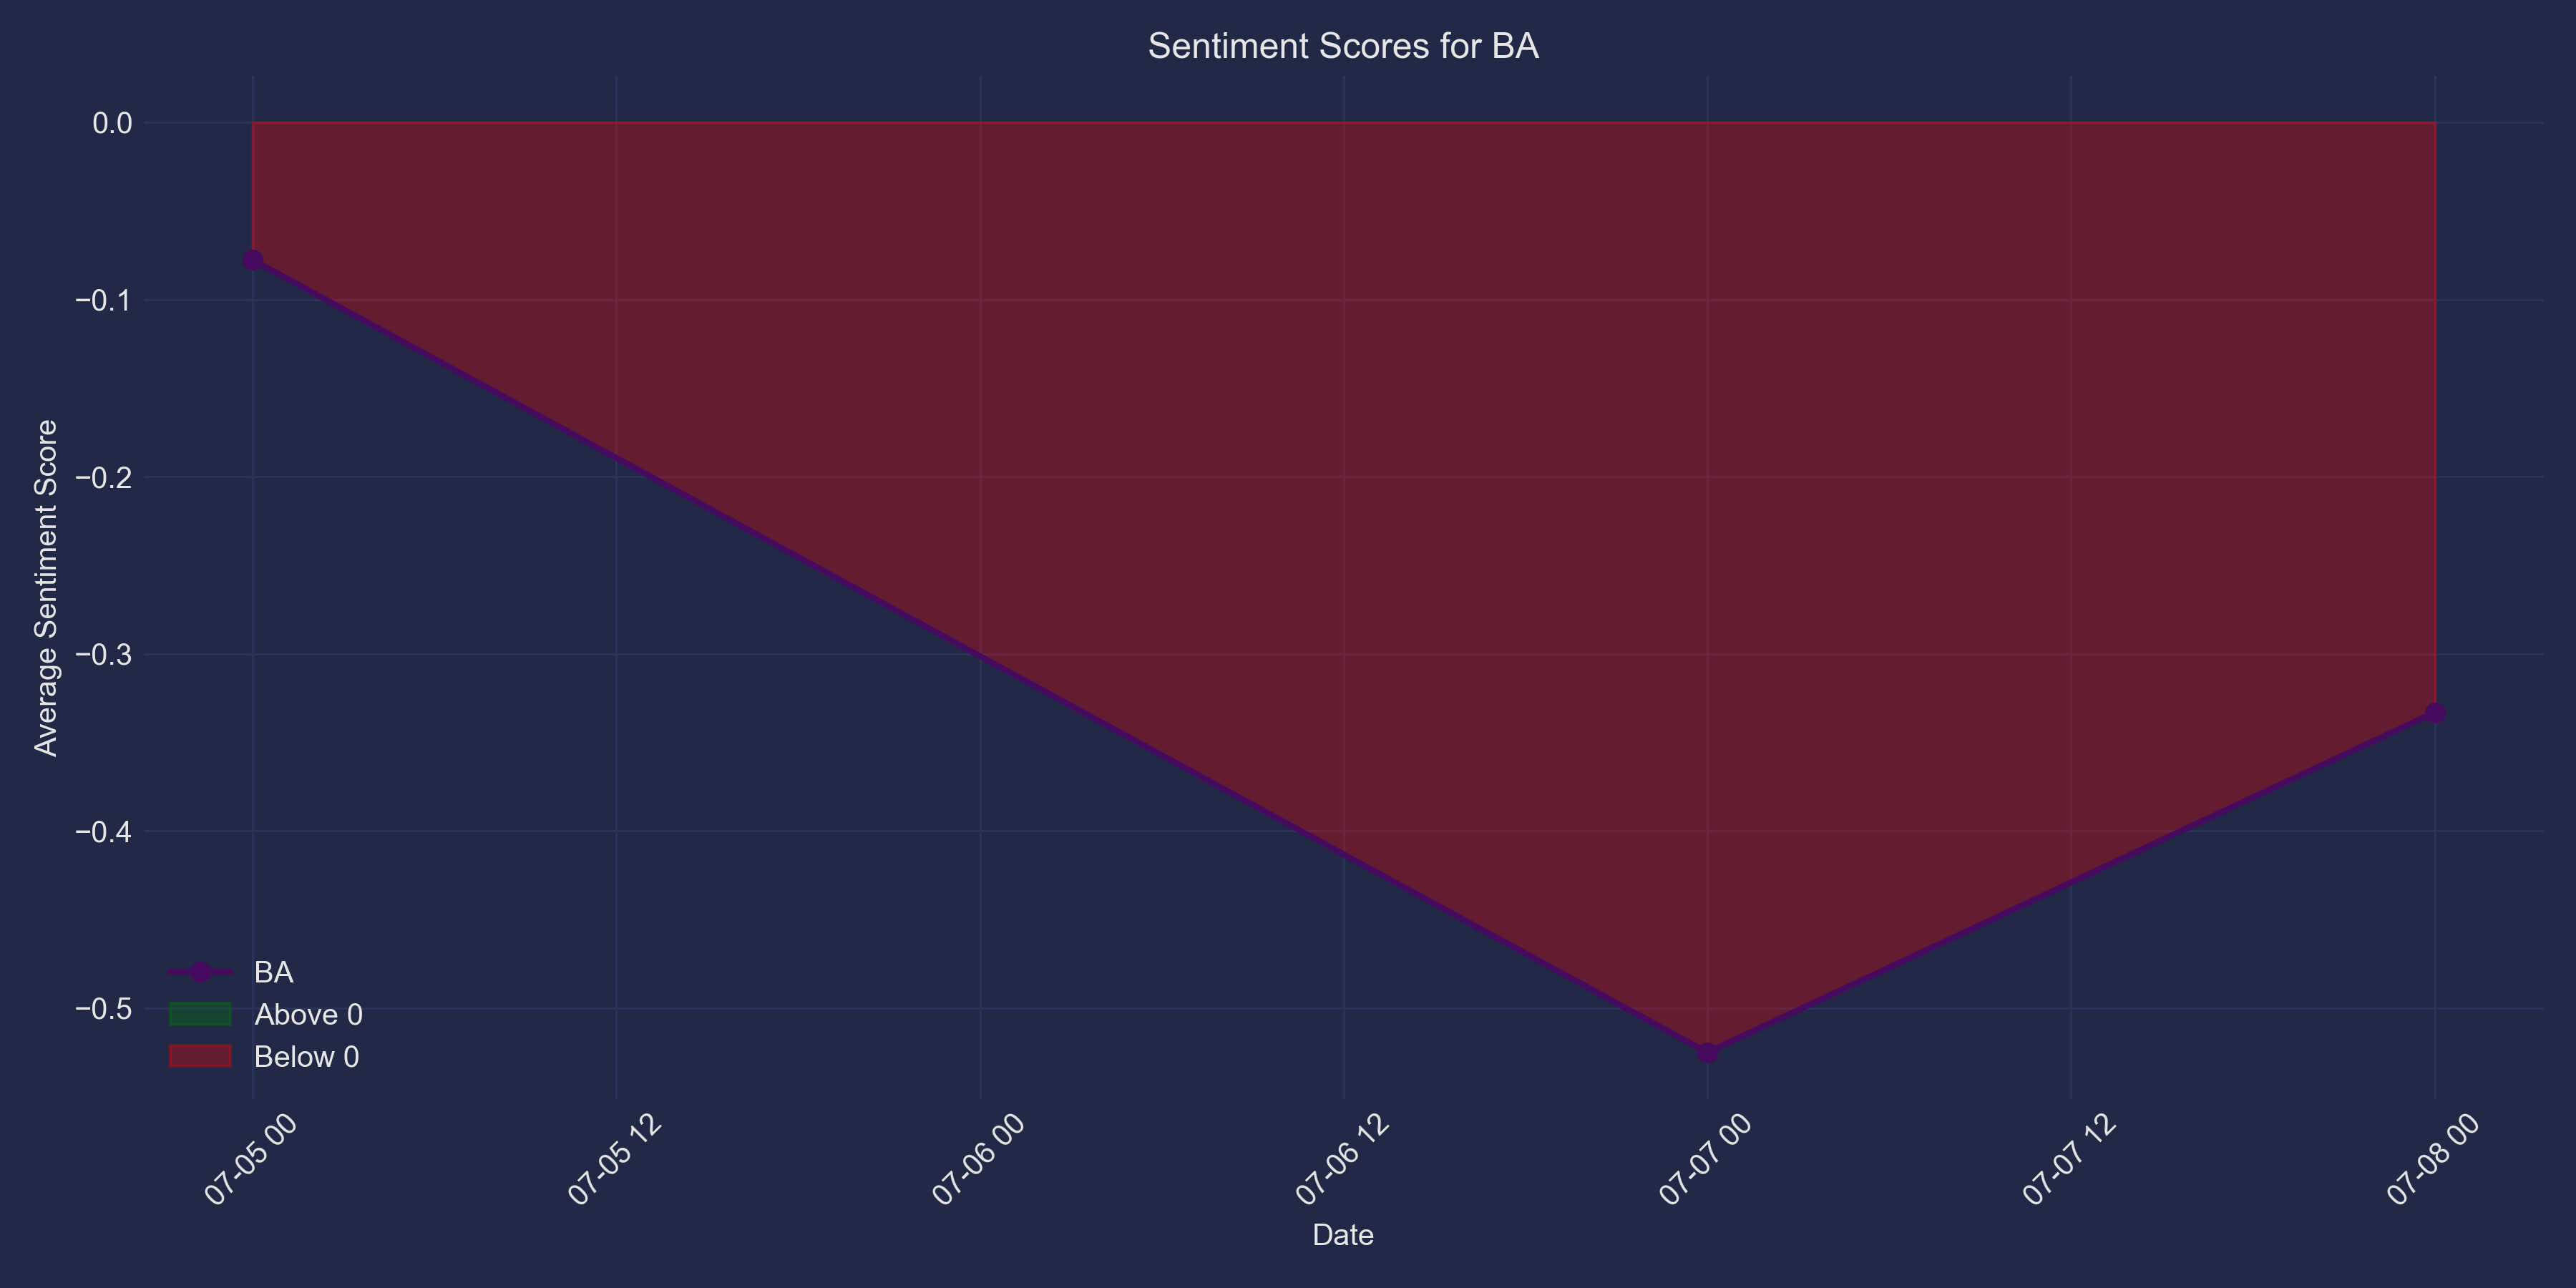 Sentiment Scores for BA
Average Sentiment Score
0.0
−0.1
−0.2
−0.3
−0.4
−0.5
BA
Above 0
Below 0
07-05 00
07-05 12
07-06 00
07-06 12
07-07 00
07-07 12
07-08 00
Date